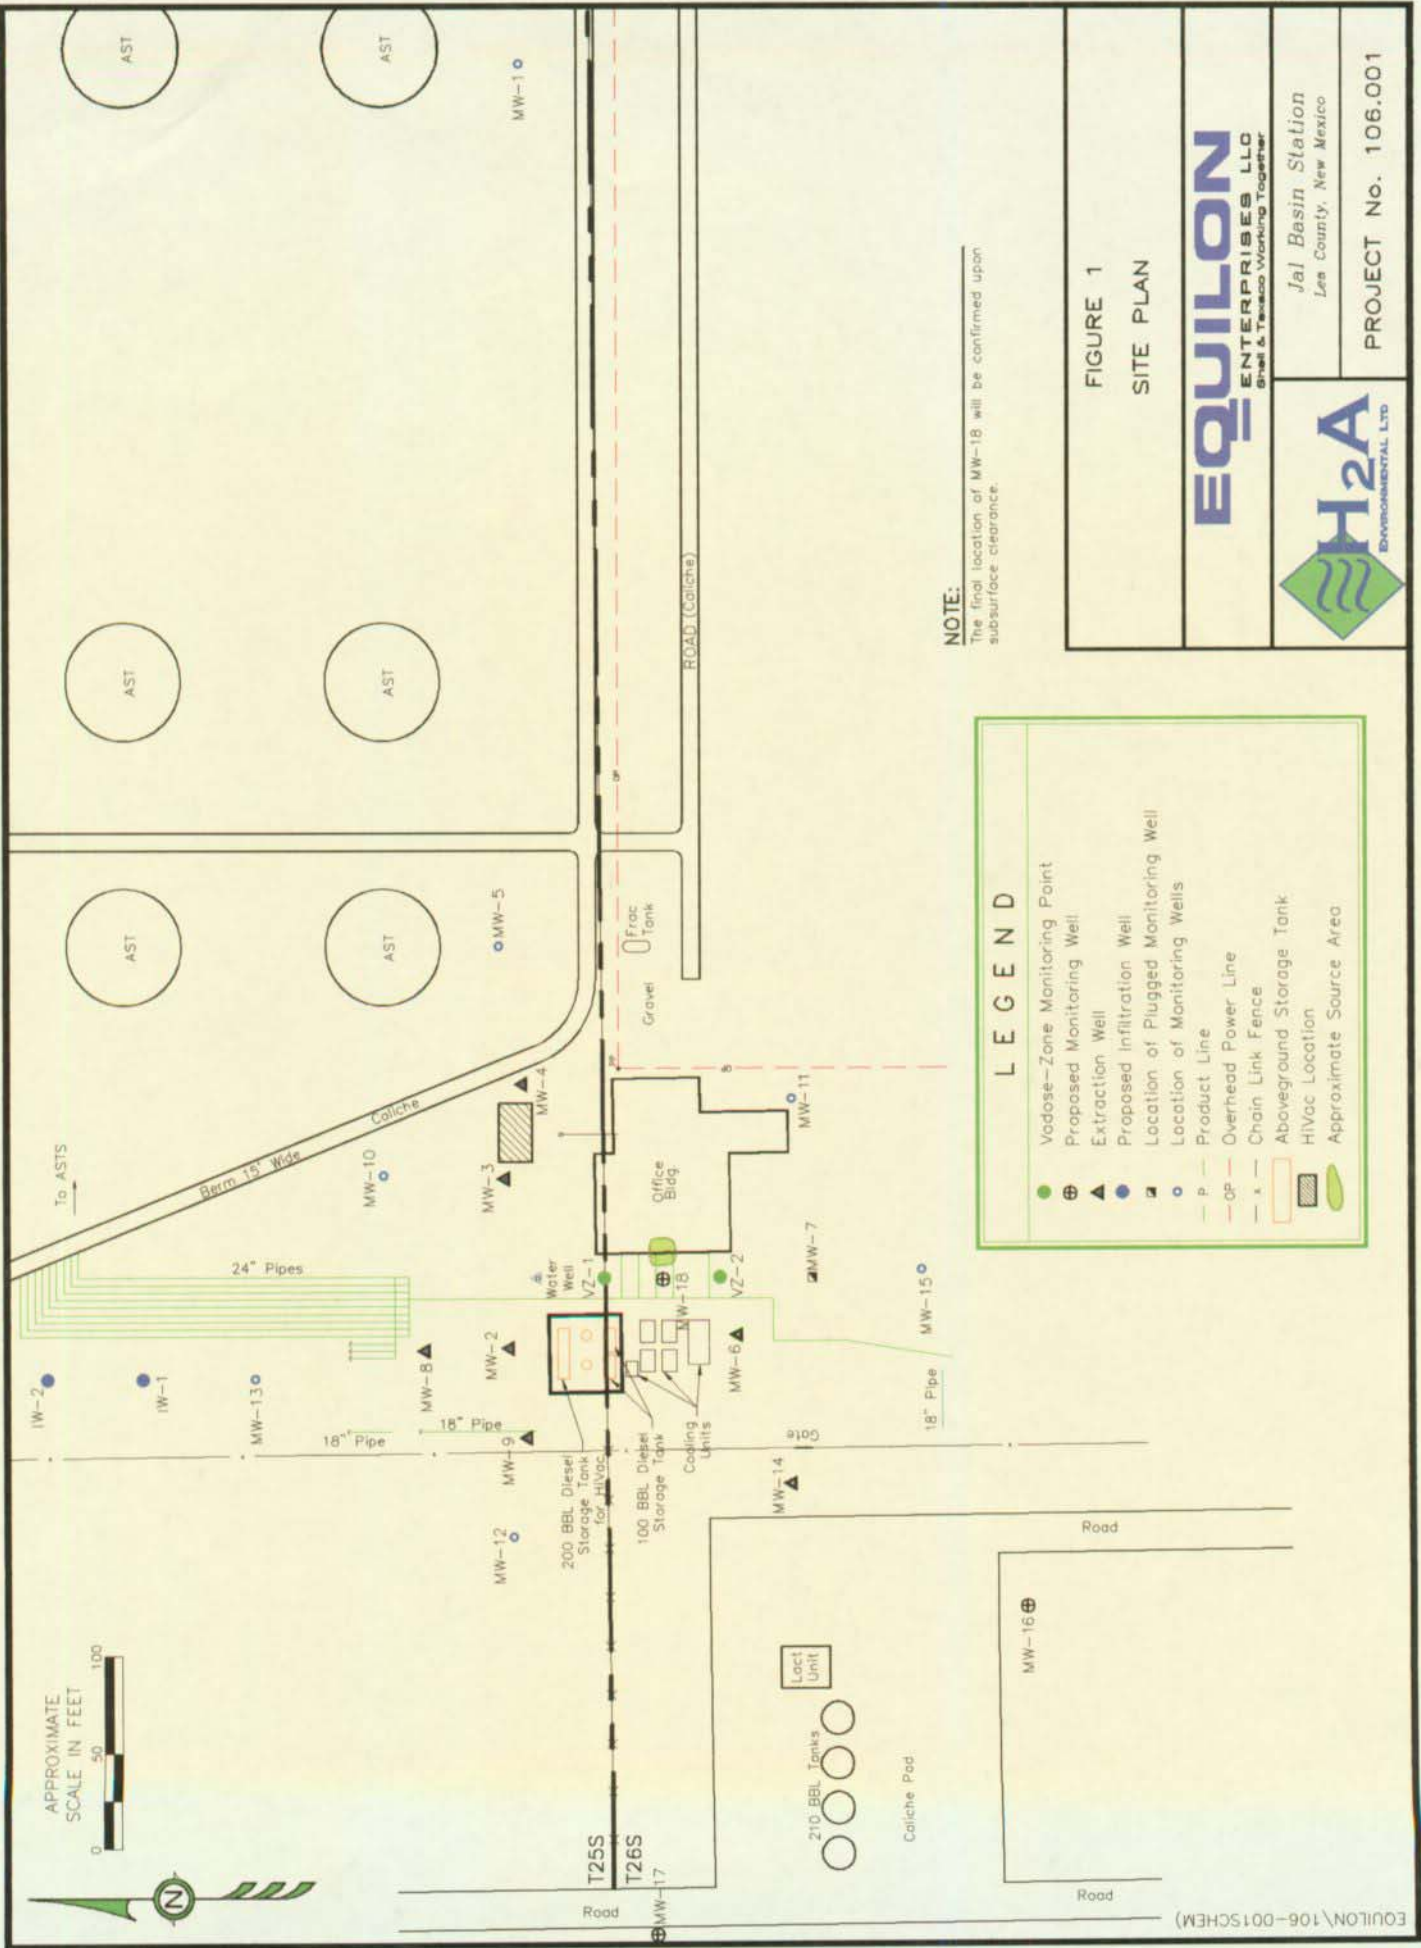 APPROXIMATE
SCALE IN FEET
0 50 100
N
To ASTS
Berm 15' Wide
Caliche
24" Pipes
IW-2
IW-1
MW-13
18" Pipe
18" Pipe
MW-8
MW-2
MW-9
MW-12
MW-10
MW-3
MW-4
MW-5
MW-1
AST
AST
AST
AST
AST
AST
Water
Well
VZ-1
VZ-2
MW-18
MW-6
MW-7
MW-11
MW-15
18" Pipe
MW-14
Gate
Office
Bldg
Gravel
Frac
Tank
OP
PP
ROAD (Caliche)
200 BBL Diesel
Storage Tank
for HiVac
100 BBL Diesel
Storage Tank
Cooling
Units
T25S
T26S
Road
MW-17
Lact
Unit
210 BBL Tanks
Caliche Pad
MW-16
Road
Road
NOTE:
The final location of MW-18 will be confirmed upon
subsurface clearance.
LEGEND
Vadose-Zone Monitoring Point
Proposed Monitoring Well
Extraction Well
Proposed Infiltration Well
Location of Plugged Monitoring Well
Location of Monitoring Wells
P Product Line
OP Overhead Power Line
x Chain Link Fence
Aboveground Storage Tank
HiVac Location
Approximate Source Area
FIGURE 1
SITE PLAN
EQUILON
ENTERPRISES LLC
Shell & Texaco Working Together
H2A
ENVIRONMENTAL LTD
Jal Basin Station
Lea County, New Mexico
PROJECT No. 106.001
EQUILON\106-001SCHEM)